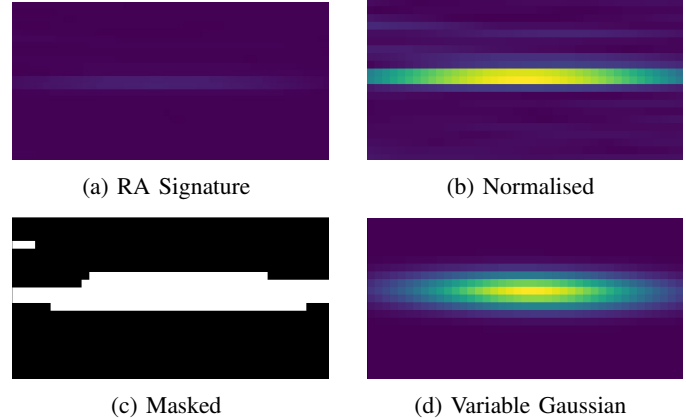 (a) RA Signature
(b) Normalised
(c) Masked
(d) Variable Gaussian